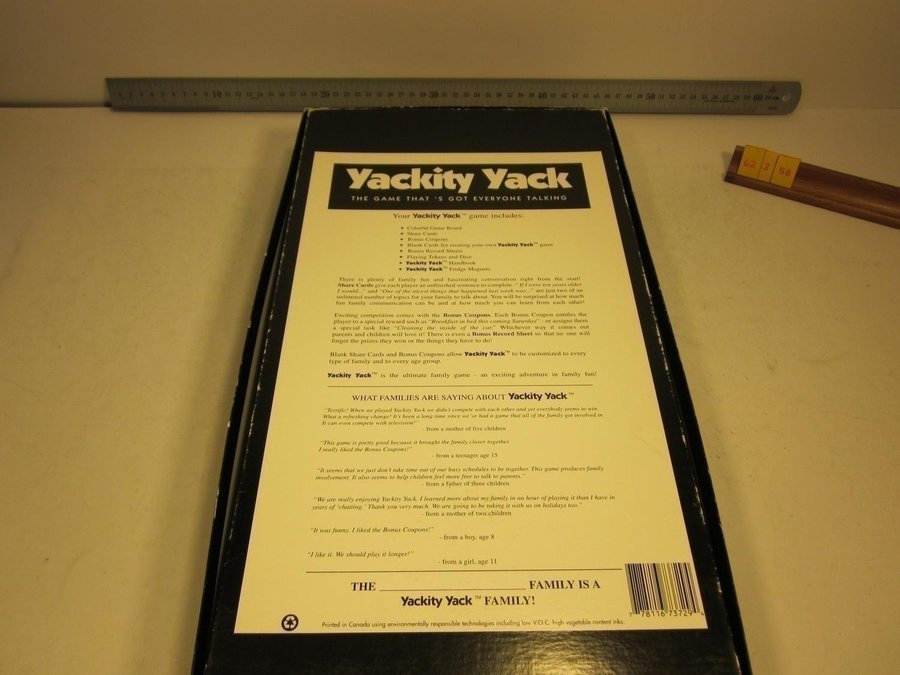 Yackity Yack
THE GAME THAT 'S GOT EVERYONE TALKING
Your Yackity Yack™ game includes:
• Colorful Game Board
• Share Cards
• Bonus Coupons
• Blank Cards for creating your own Yackity Yack™ game
• Bonus Record Sheets
• Playing Tokens and Dice
• Yackity Yack™ Handbook
• Yackity Yack™ Fridge Magnets
There is plenty of family fun and fascinating conversation right from the start!
Share Cards give each player an unfinished sentence to complete. "If I were ten years older
I would..." and "One of the nicest things that happened last week was.." are just two of an
unlimited number of topics for your family to talk about. You will be surprised at how much
fun family communication can be and at how much you can learn from each other!
Exciting competition comes with the Bonus Coupons. Each Bonus Coupon entitles the
player to a special reward such as "Breakfast in bed this coming Saturday" - or assigns them
a special task like "Cleaning the inside of the car" Whichever way it comes out
parents and children will love it! There is even a Bonus Record Sheet so that no one will
forget the prizes they won or the things they have to do!
Blank Share Cards and Bonus Coupons allow Yackity Yack™ to be customized to every
type of family and to every age group.
Yackity Yack™ is the ultimate family game - an exciting adventure in family fun!
WHAT FAMILIES ARE SAYING ABOUT Yackity Yack™
"Terrific! When we played Yackity Yack we didn't compete with each other and yet everybody seems to win.
What a refreshing change! It's been a long time since we've had a game that all of the family got involved in.
It can even compete with television!"
- from a mother of five children
"This game is pretty good because it brought the family closer together.
I really liked the Bonus Coupons!"
- from a teenager age 15
"It seems that we just don't take time out of our busy schedules to be together. This game produces family
involvement. It also seems to help children feel more free to talk to parents."
- from a father of three children
"We are really enjoying Yackity Yack. I learned more about my family in an hour of playing it than I have in
years of 'chatting.' Thank you very much. We are going to be taking it with us on holidays too."
- from a mother of two children
"It was funny. I liked the Bonus Coupons!"
- from a boy, age 8
"I like it. We should play it longer!"
- from a girl, age 11
THE ____________ FAMILY IS A
Yackity Yack™ FAMILY!
7 78116 73729 4
Printed in Canada using environmentally responsible technologies including low V.O.C. high vegetable content inks.
62 2 58
10 20 30 40 50 60